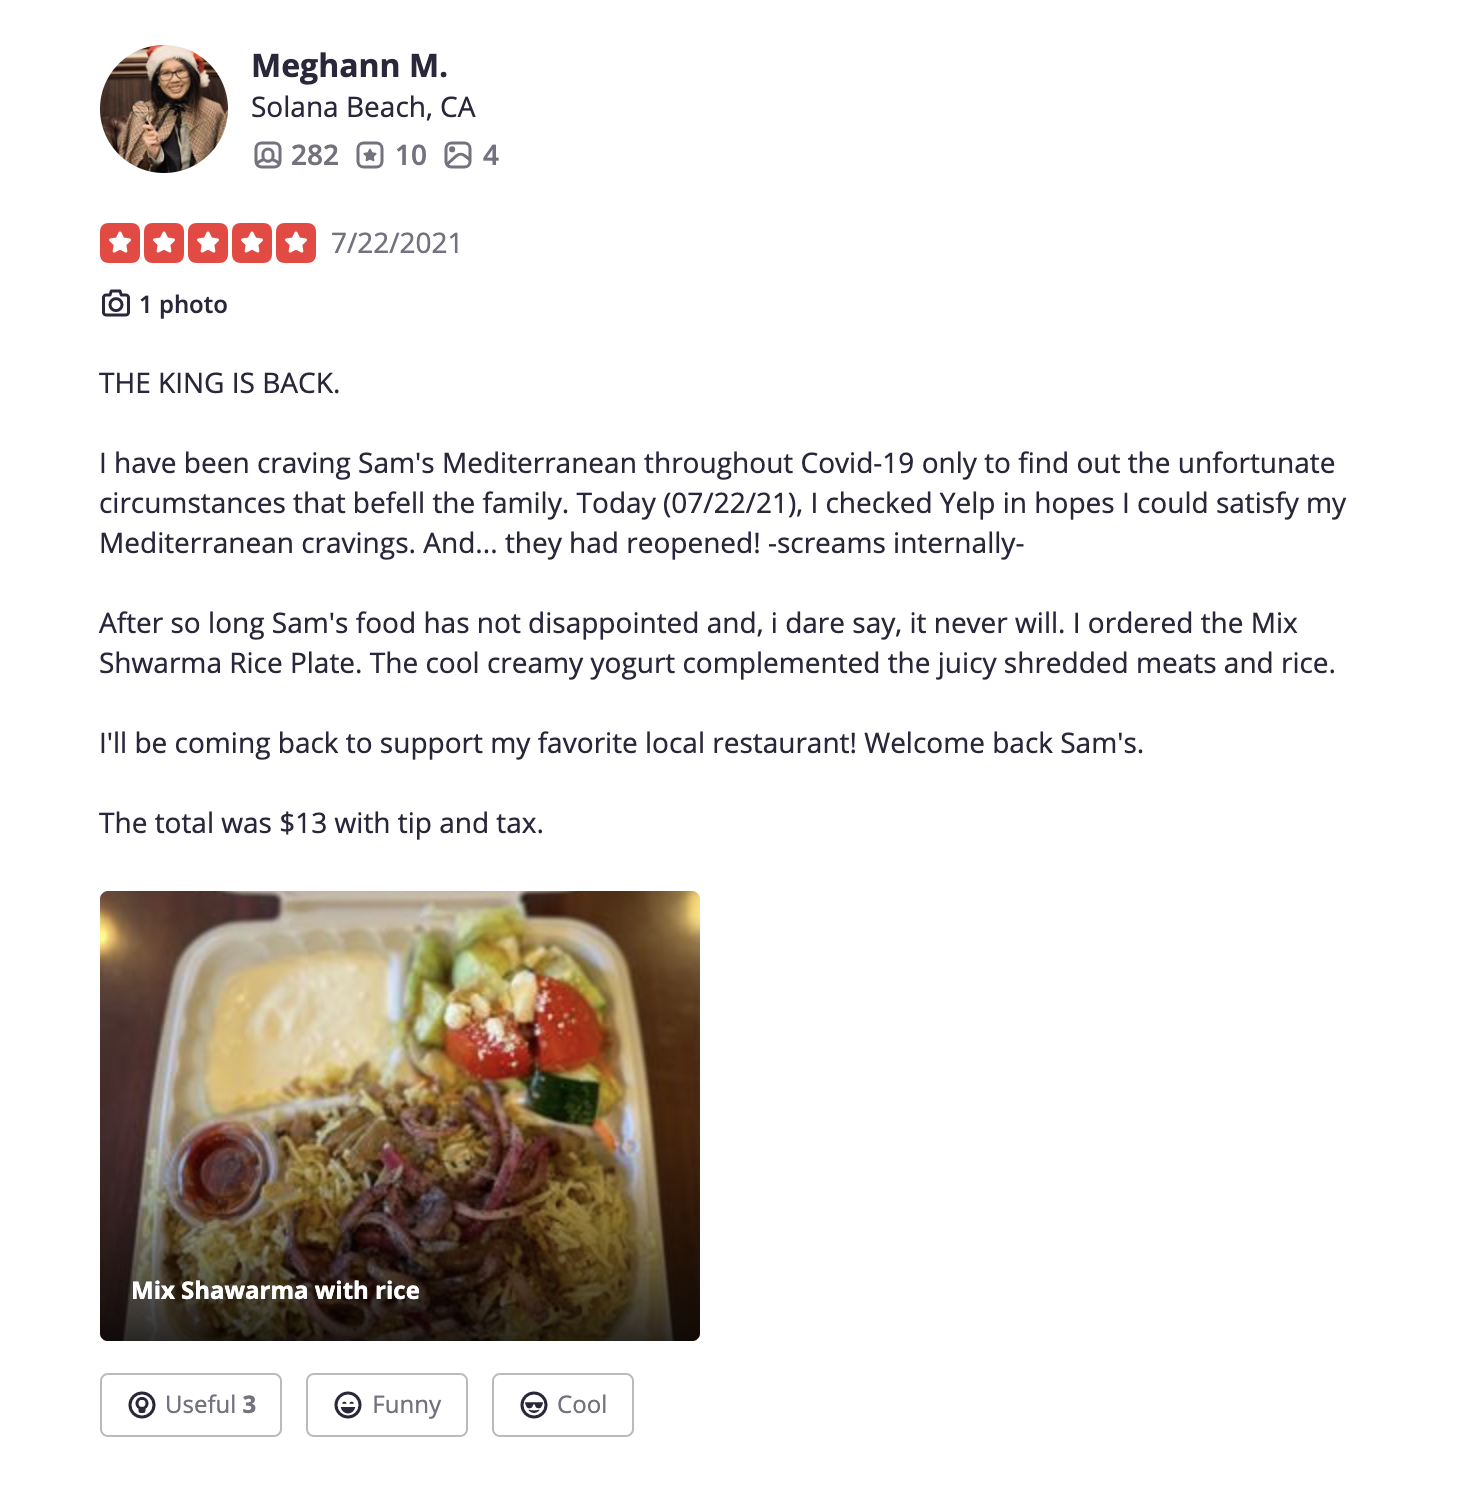 Meghann M.
Solana Beach, CA
282 10 4
7/22/2021
1 photo
THE KING IS BACK.
I have been craving Sam's Mediterranean throughout Covid-19 only to find out the unfortunate
circumstances that befell the family. Today (07/22/21), I checked Yelp in hopes I could satisfy my
Mediterranean cravings. And... they had reopened! -screams internally-
After so long Sam's food has not disappointed and, i dare say, it never will. I ordered the Mix
Shwarma Rice Plate. The cool creamy yogurt complemented the juicy shredded meats and rice.
I'll be coming back to support my favorite local restaurant! Welcome back Sam's.
The total was $13 with tip and tax.
Mix Shawarma with rice
Useful 3 Funny Cool